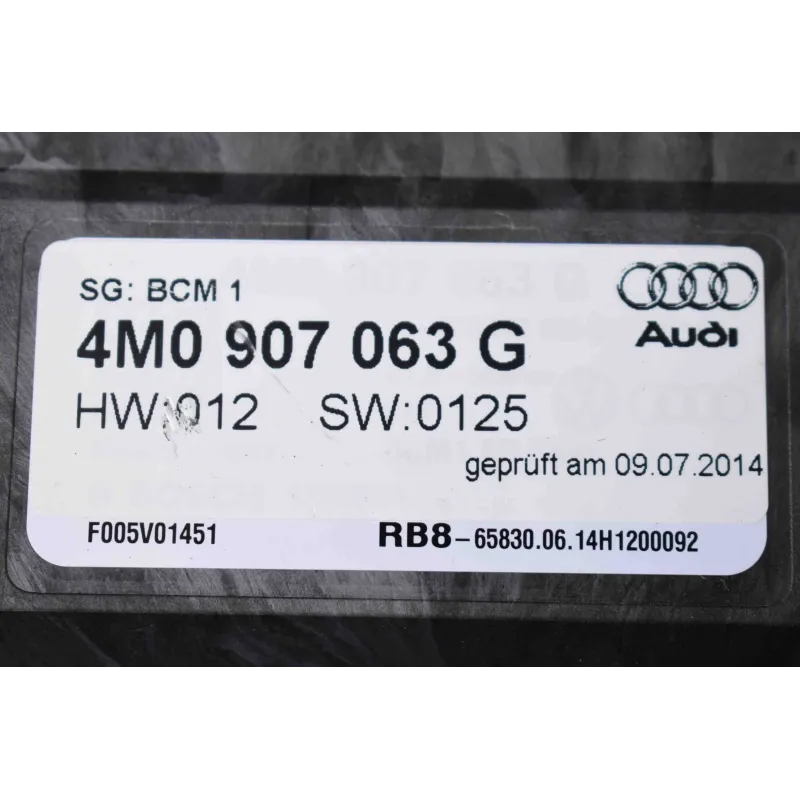 SG: BCM 1
Audi
4M0 907 063 G
HW:012 SW:0125
geprüft am 09.07.2014
F005V01451 RB8-65830.06.14H1200092